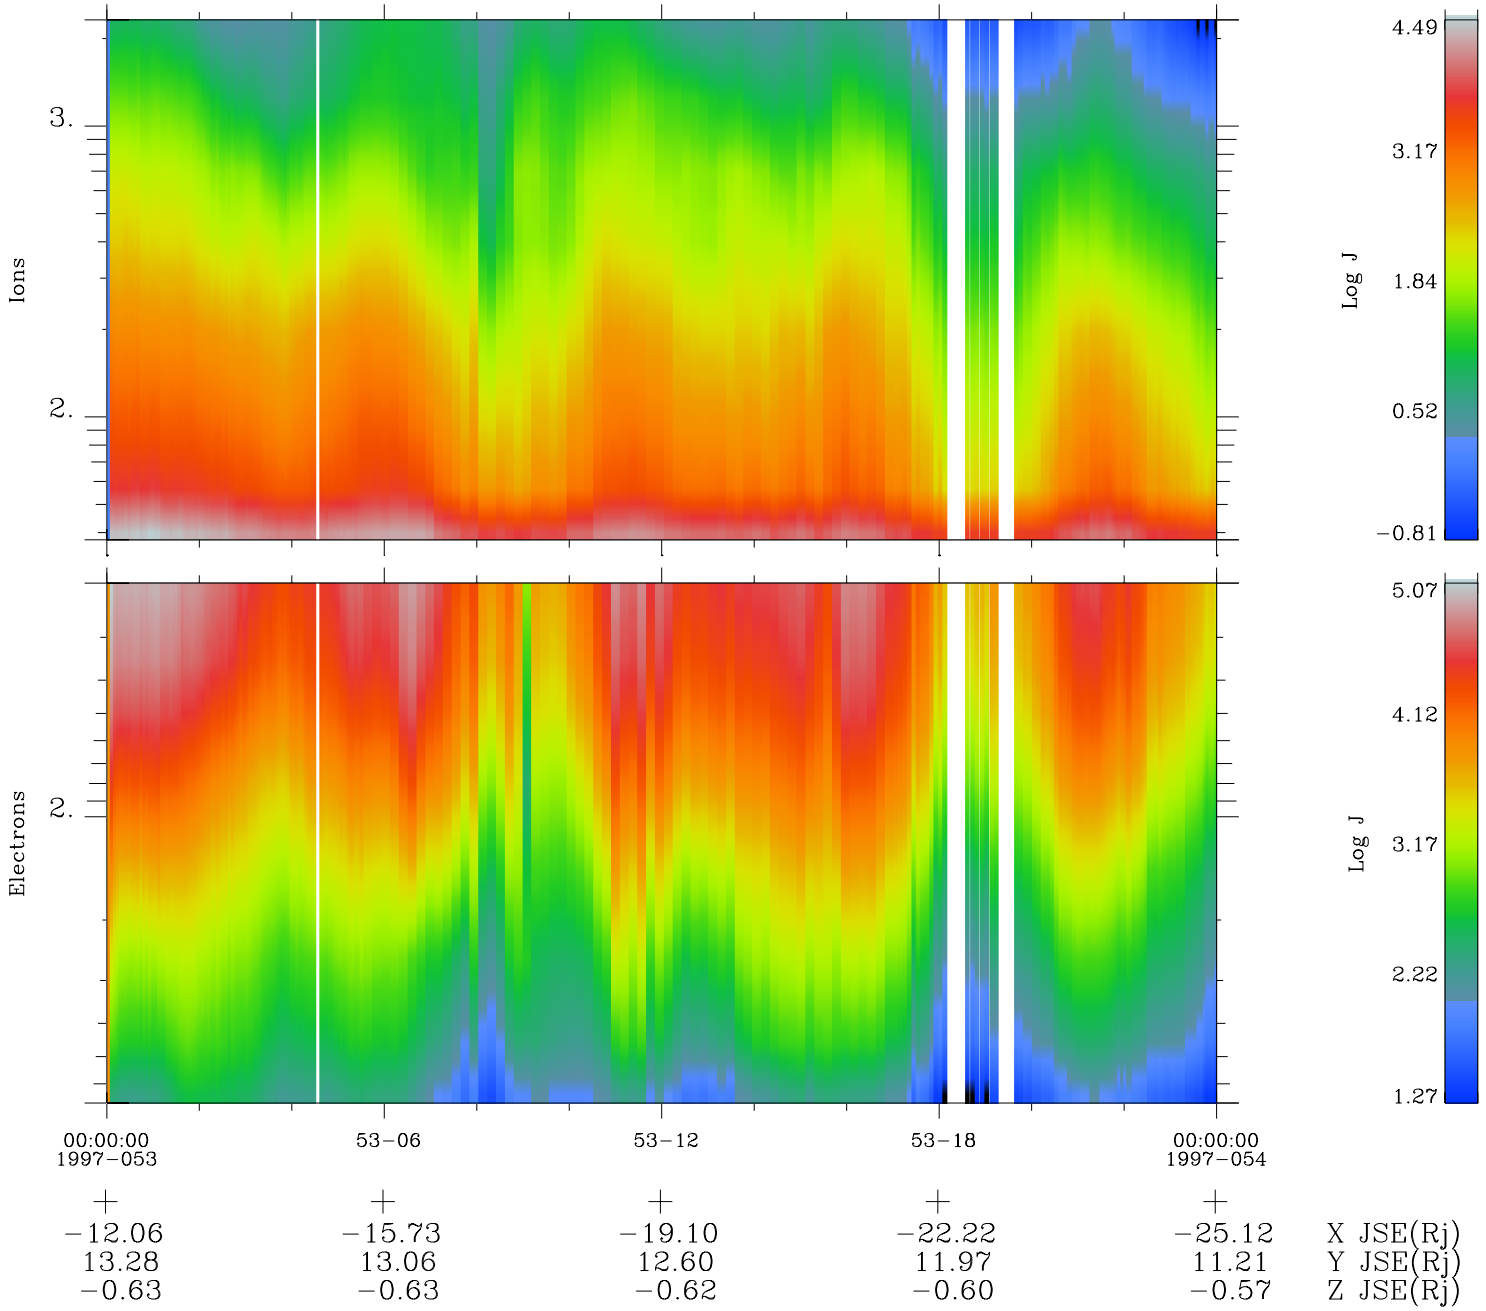 4.49
3.
3.17
Ions
Log J
1.84
2.
0.52
−0.81
5.07
4.12
2.
Electrons
Log J
3.17
2.22
1.27
00:00:00 53−06 53−12 53−18 00:00:00
1997−053 1997−054
−12.06 −15.73 −19.10 −22.22 −25.12 X JSE(Rj)
13.28 13.06 12.60 11.97 11.21 Y JSE(Rj)
−0.63 −0.63 −0.62 −0.60 −0.57 Z JSE(Rj)